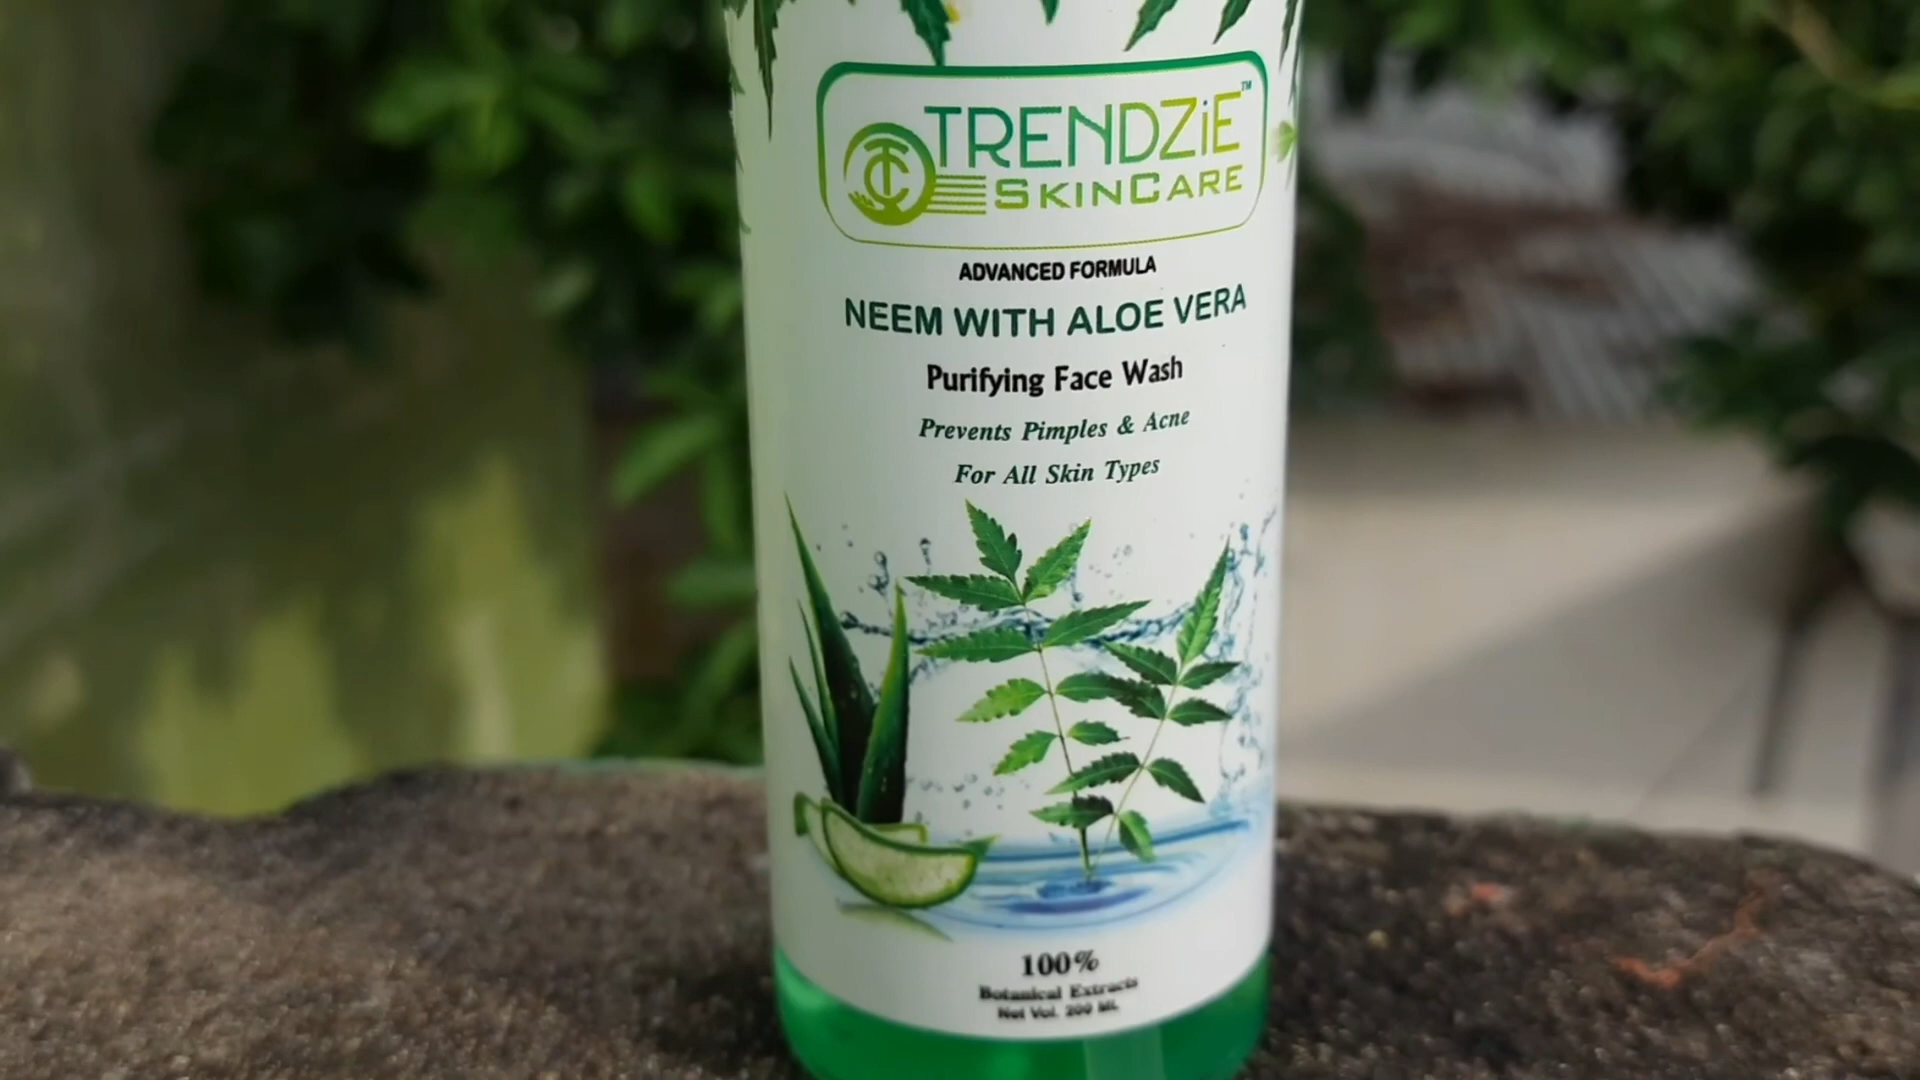 TRENDZiE™
SKINCARE
ADVANCED FORMULA
NEEM WITH ALOE VERA
Purifying Face Wash
Prevents Pimples & Acne
For All Skin Types
100%
Botanical Extracts
Net Vol. 200 ML